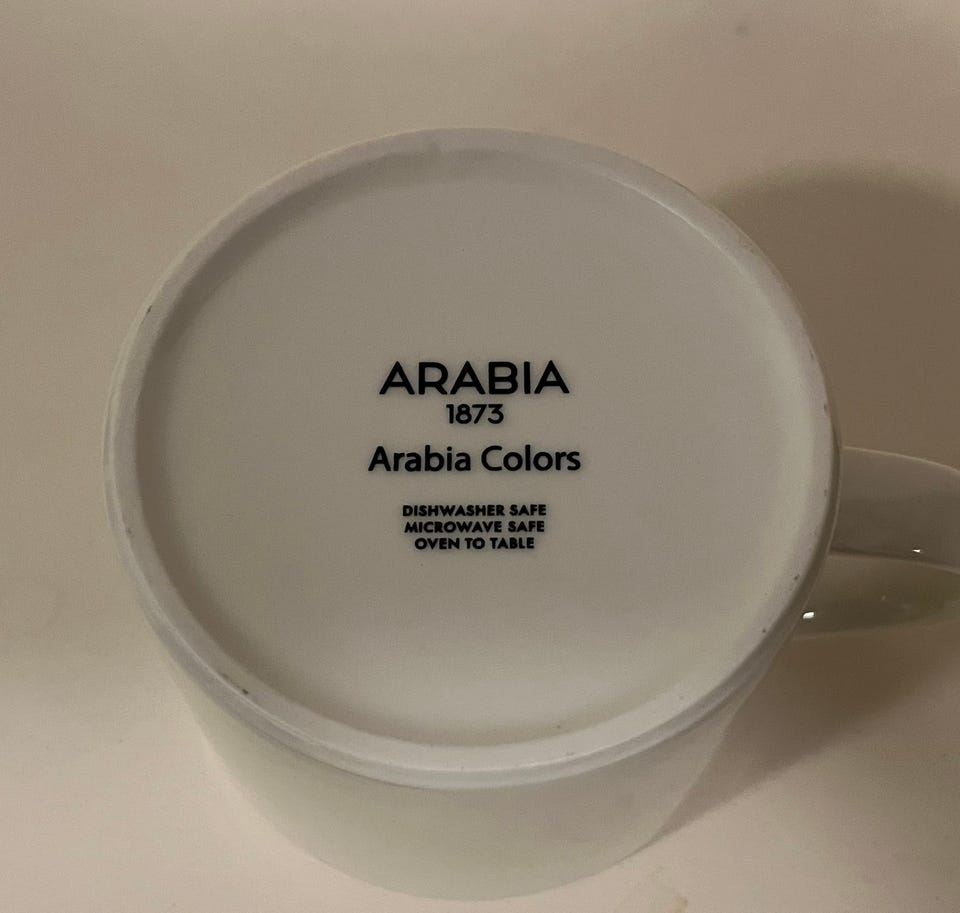 ARABIA
1873
Arabia Colors
DISHWASHER SAFE
MICROWAVE SAFE
OVEN TO TABLE